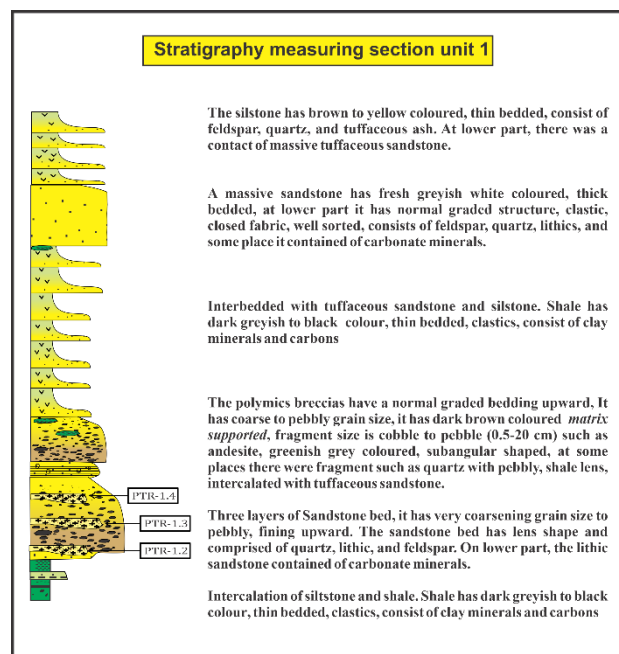 Stratigraphy measuring section unit 1
The silstone has brown to yellow coloured, thin bedded, consist of
feldspar, quartz, and tuffaceous ash. At lower part, there was a
contact of massive tuffaceous sandstone.
A massive sandstone has fresh greyish white coloured, thick
bedded, at lower part it has normal graded structure, clastic,
closed fabric, well sorted, consists of feldspar, quartz, lithics, and
some place it contained of carbonate minerals.
Interbedded with tuffaceous sandstone and silstone. Shale has
dark greyish to black colour, thin bedded, clastics, consist of clay
minerals and carbons
The polymics breccias have a normal graded bedding upward, It
has coarse to pebbly grain size, it has dark brown coloured matrix
supported, fragment size is cobble to pebble (0.5-20 cm) such as
andesite, greenish grey coloured, subangular shaped, at some
places there were fragment such as quartz with pebbly, shale lens,
intercalated with tuffaceous sandstone.
PTR-1.4
PTR-1.3
PTR-1.2
Three layers of Sandstone bed, it has very coarsening grain size to
pebbly, fining upward. The sandstone bed has lens shape and
comprised of quartz, lithic, and feldspar. On lower part, the lithic
sandstone contained of carbonate minerals.
Intercalation of siltstone and shale. Shale has dark greyish to black
colour, thin bedded, clastics, consist of clay minerals and carbons